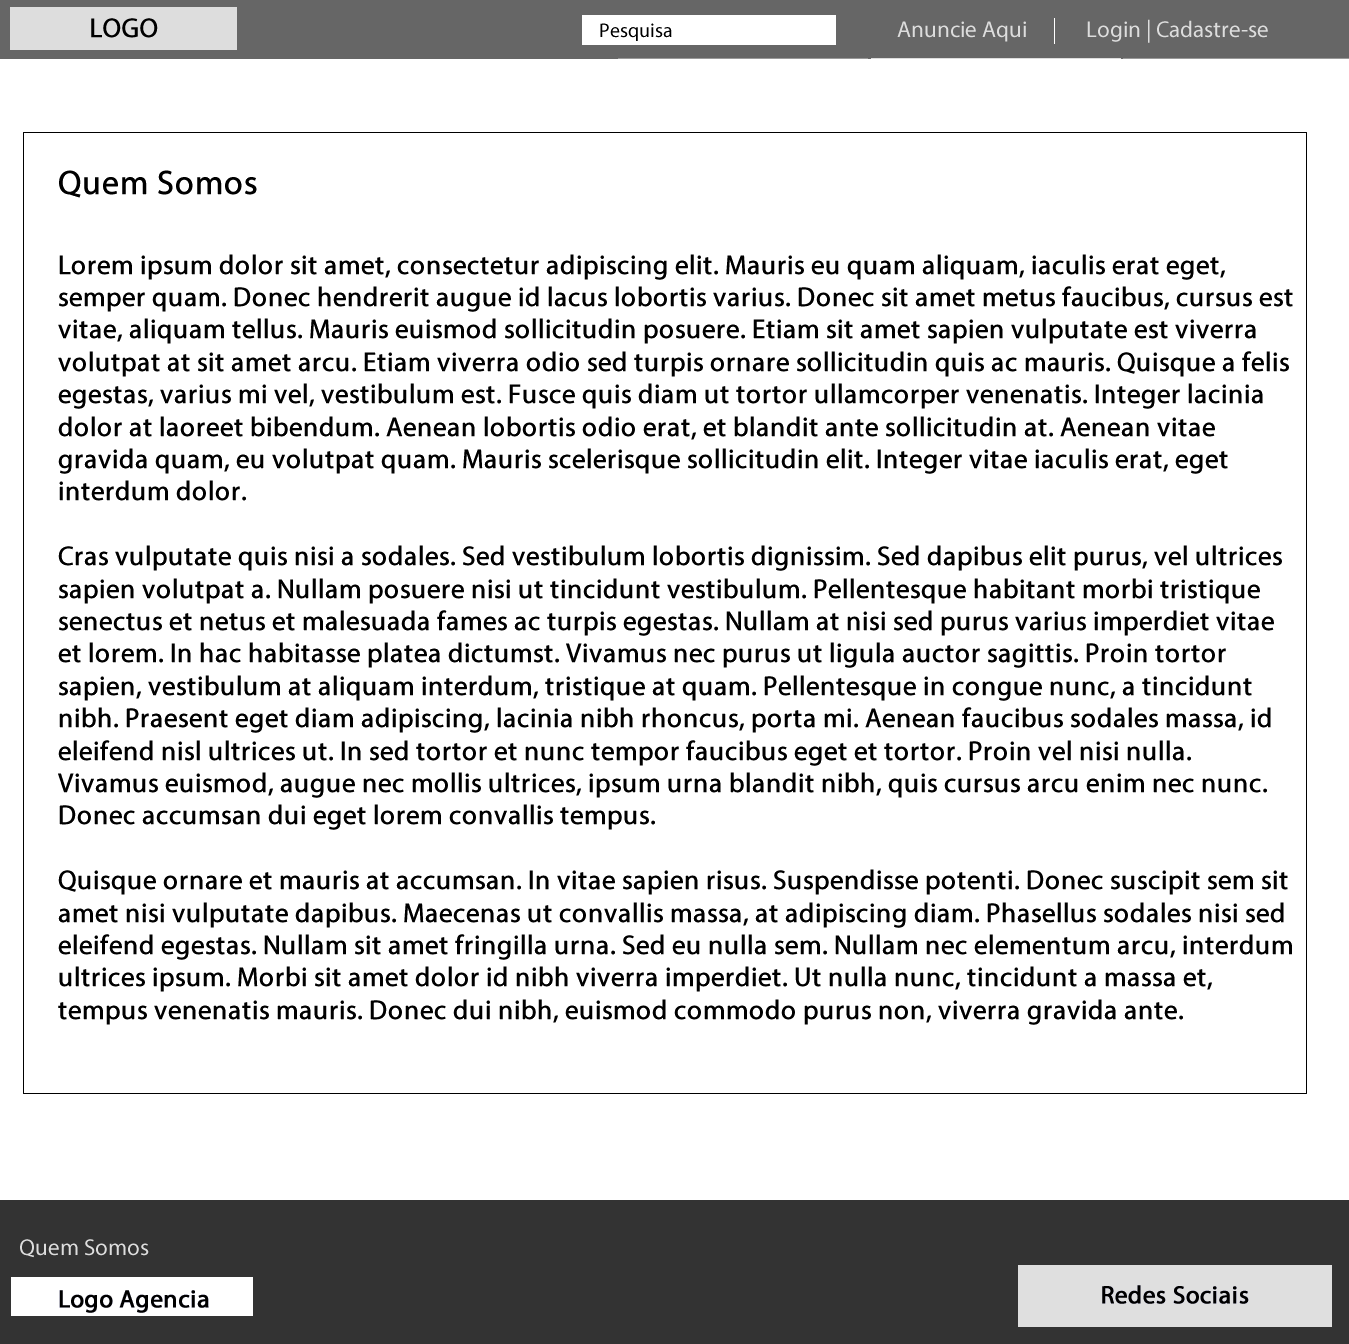 LOGO
Pesquisa
Anuncie Aqui
Login | Cadastre-se
Quem Somos
Lorem ipsum dolor sit amet, consectetur adipiscing elit. Mauris eu quam aliquam, iaculis erat eget,
semper quam. Donec hendrerit augue id lacus lobortis varius. Donec sit amet metus faucibus, cursus est
vitae, aliquam tellus. Mauris euismod sollicitudin posuere. Etiam sit amet sapien vulputate est viverra
volutpat at sit amet arcu. Etiam viverra odio sed turpis ornare sollicitudin quis ac mauris. Quisque a felis
egestas, varius mi vel, vestibulum est. Fusce quis diam ut tortor ullamcorper venenatis. Integer lacinia
dolor at laoreet bibendum. Aenean lobortis odio erat, et blandit ante sollicitudin at. Aenean vitae
gravida quam, eu volutpat quam. Mauris scelerisque sollicitudin elit. Integer vitae iaculis erat, eget
interdum dolor.
Cras vulputate quis nisi a sodales. Sed vestibulum lobortis dignissim. Sed dapibus elit purus, vel ultrices
sapien volutpat a. Nullam posuere nisi ut tincidunt vestibulum. Pellentesque habitant morbi tristique
senectus et netus et malesuada fames ac turpis egestas. Nullam at nisi sed purus varius imperdiet vitae
et lorem. In hac habitasse platea dictumst. Vivamus nec purus ut ligula auctor sagittis. Proin tortor
sapien, vestibulum at aliquam interdum, tristique at quam. Pellentesque in congue nunc, a tincidunt
nibh. Praesent eget diam adipiscing, lacinia nibh rhoncus, porta mi. Aenean faucibus sodales massa, id
eleifend nisl ultrices ut. In sed tortor et nunc tempor faucibus eget et tortor. Proin vel nisi nulla.
Vivamus euismod, augue nec mollis ultrices, ipsum urna blandit nibh, quis cursus arcu enim nec nunc.
Donec accumsan dui eget lorem convallis tempus.
Quisque ornare et mauris at accumsan. In vitae sapien risus. Suspendisse potenti. Donec suscipit sem sit
amet nisi vulputate dapibus. Maecenas ut convallis massa, at adipiscing diam. Phasellus sodales nisi sed
eleifend egestas. Nullam sit amet fringilla urna. Sed eu nulla sem. Nullam nec elementum arcu, interdum
ultrices ipsum. Morbi sit amet dolor id nibh viverra imperdiet. Ut nulla nunc, tincidunt a massa et,
tempus venenatis mauris. Donec dui nibh, euismod commodo purus non, viverra gravida ante.
Quem Somos
Logo Agencia
Redes Sociais